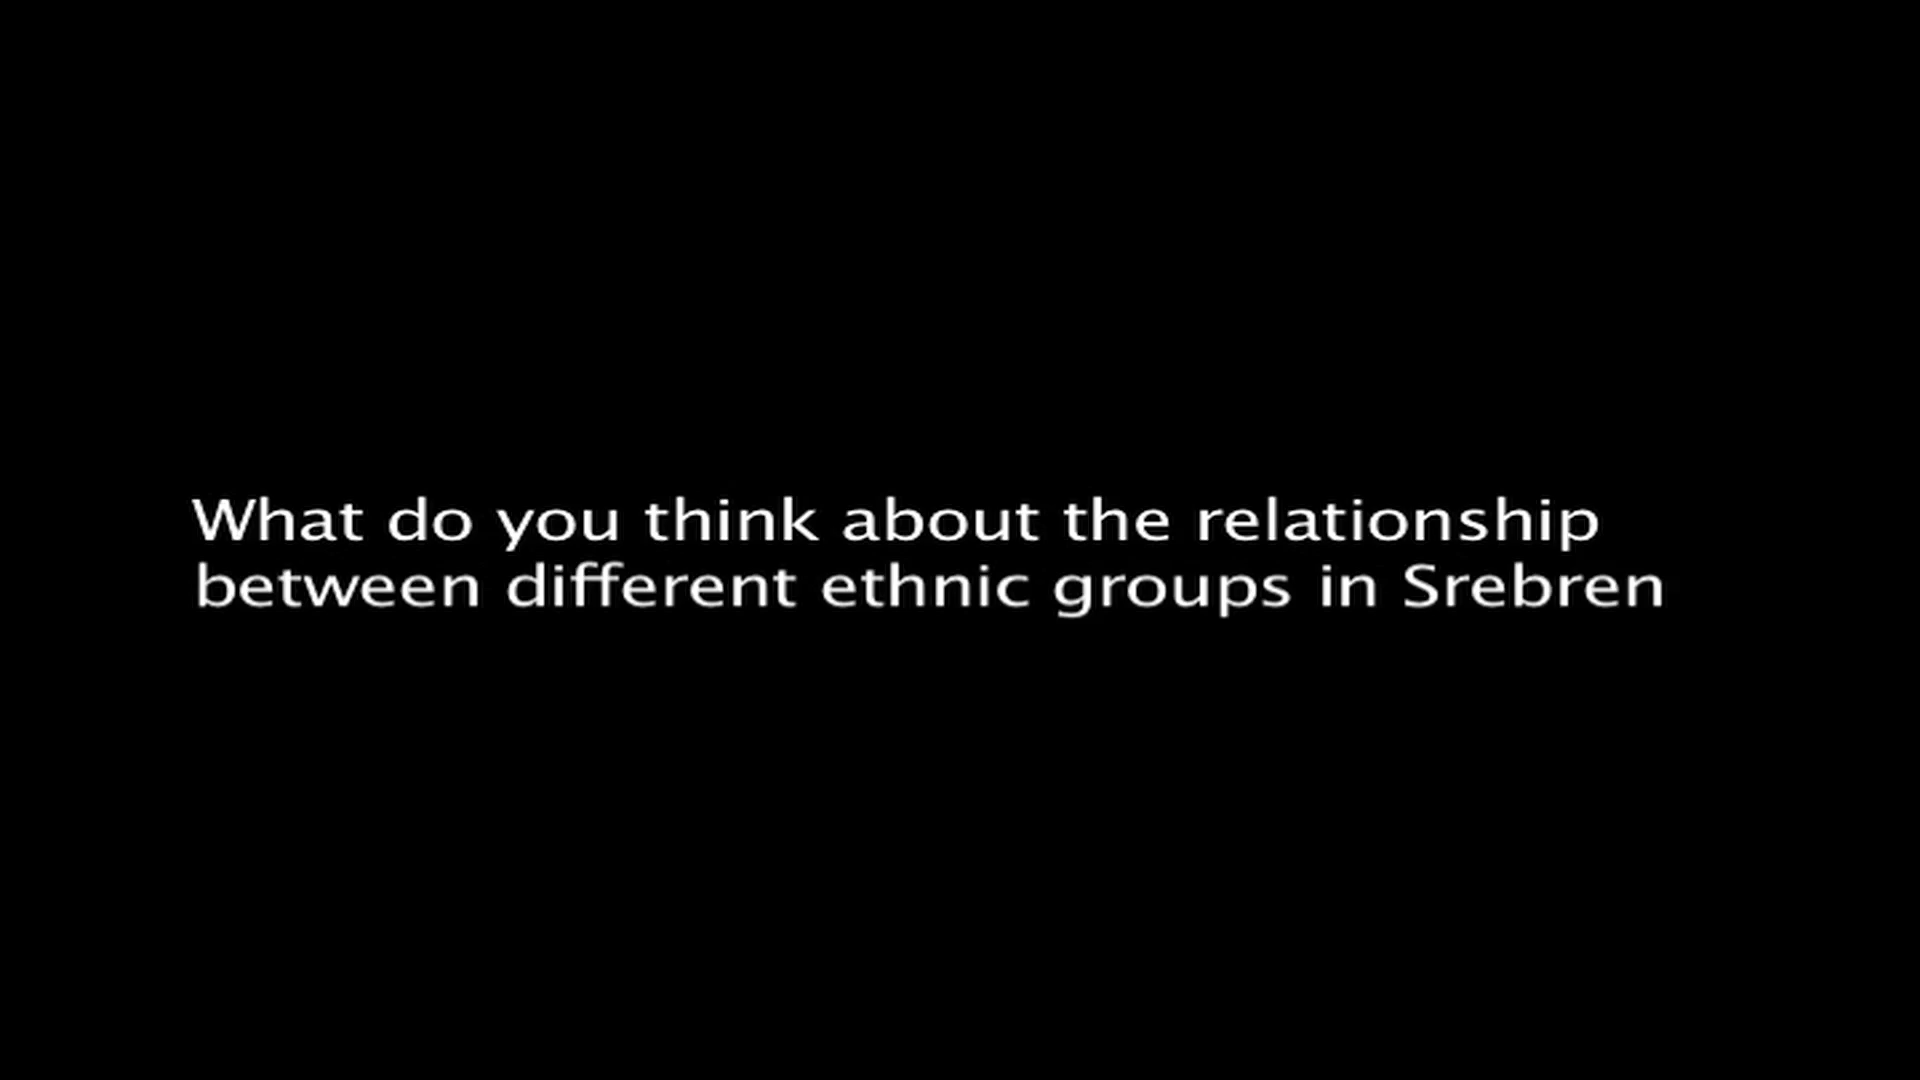 What do you think about the relationship
between different ethnic groups in Srebren